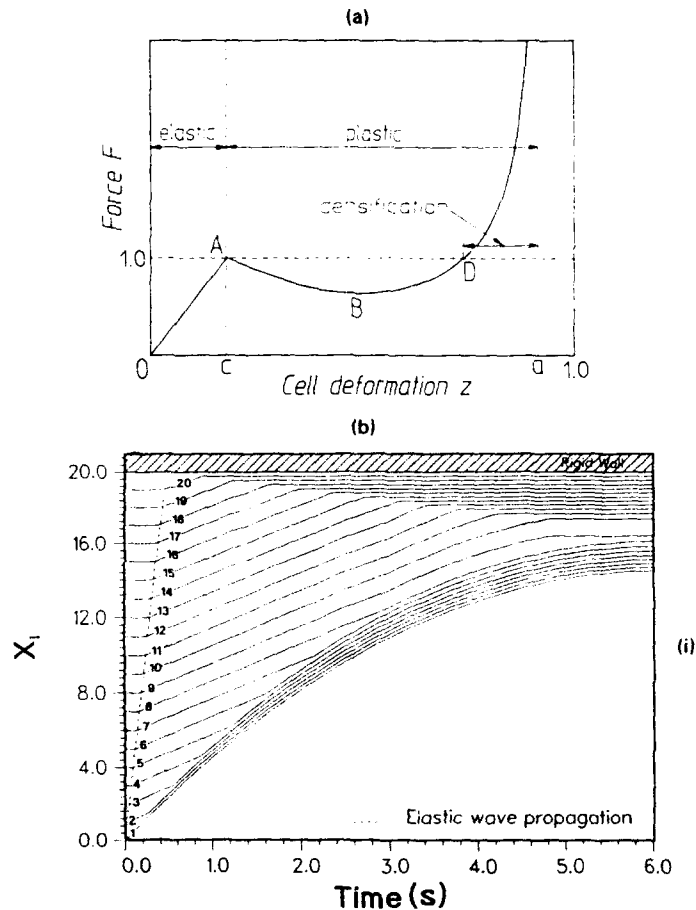 (a)
Force F
elastic
plastic
densification
A
1.0
D
B
0
c
a
1.0
Cell deformation z
(b)
Rigid Wall
20.0
20
19
18
17
16.0
16
15
14
13
12.0
12
11
10
9
8.0
8
7
6
5
4.0
4
3
2
0.0
1
X₁
(i)
Elastic wave propagation
0.0 1.0 2.0 3.0 4.0 5.0 6.0
Time (s)